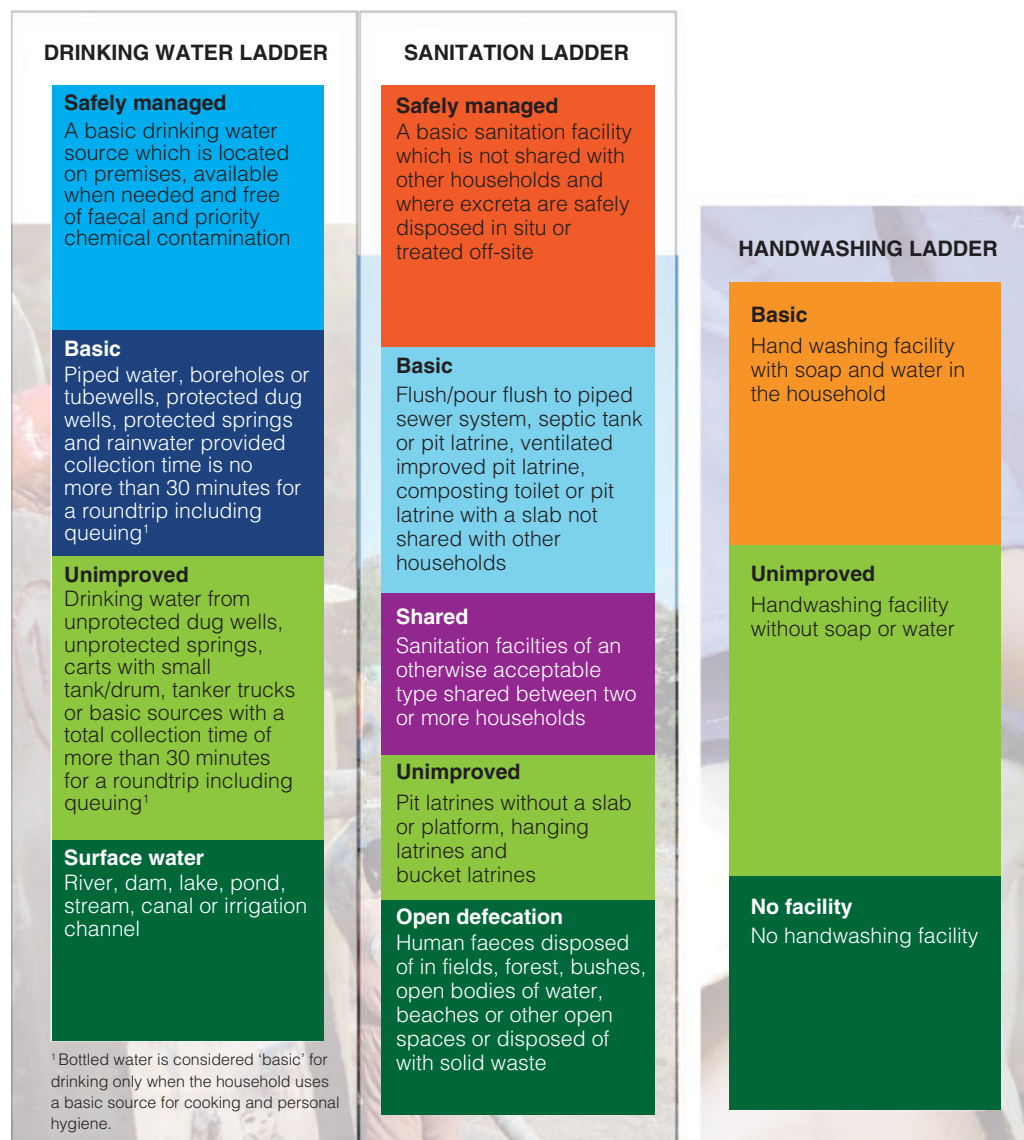 DRINKING WATER LADDER
Safely managed
A basic drinking water
source which is located
on premises, available
when needed and free
of faecal and priority
chemical contamination
Basic
Piped water, boreholes or
tubewells, protected dug
wells, protected springs
and rainwater provided
collection time is no
more than 30 minutes for
a roundtrip including
queuing¹
Unimproved
Drinking water from
unprotected dug wells,
unprotected springs,
carts with small
tank/drum, tanker trucks
or basic sources with a
total collection time of
more than 30 minutes
for a roundtrip including
queuing¹
Surface water
River, dam, lake, pond,
stream, canal or irrigation
channel
¹ Bottled water is considered ‘basic’ for
drinking only when the household uses
a basic source for cooking and personal
hygiene.
SANITATION LADDER
Safely managed
A basic sanitation facility
which is not shared with
other households and
where excreta are safely
disposed in situ or
treated off-site
Basic
Flush/pour flush to piped
sewer system, septic tank
or pit latrine, ventilated
improved pit latrine,
composting toilet or pit
latrine with a slab not
shared with other
households
Shared
Sanitation facilties of an
otherwise acceptable
type shared between two
or more households
Unimproved
Pit latrines without a slab
or platform, hanging
latrines and
bucket latrines
Open defecation
Human faeces disposed
of in fields, forest, bushes,
open bodies of water,
beaches or other open
spaces or disposed of
with solid waste
HANDWASHING LADDER
Basic
Hand washing facility
with soap and water in
the household
Unimproved
Handwashing facility
without soap or water
No facility
No handwashing facility